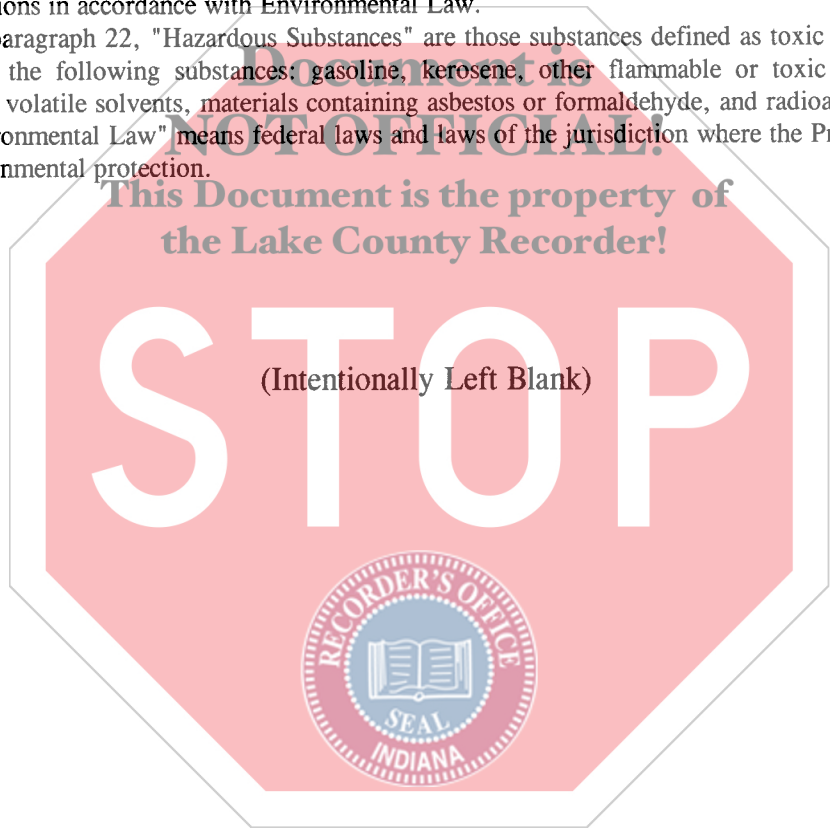 ions in accordance with Environmental Law.
aragraph 22, "Hazardous Substances" are those substances defined as toxic
the following substances: gasoline, kerosene, other flammable or toxic
volatile solvents, materials containing asbestos or formaldehyde, and radioa
onmental Law" means federal laws and laws of the jurisdiction where the Pr
nmental protection.
Document is
NOT OFFICIAL!
This Document is the property of
the Lake County Recorder!
STOP
(Intentionally Left Blank)
RECORDER'S OFFICE
SEAL
INDIANA